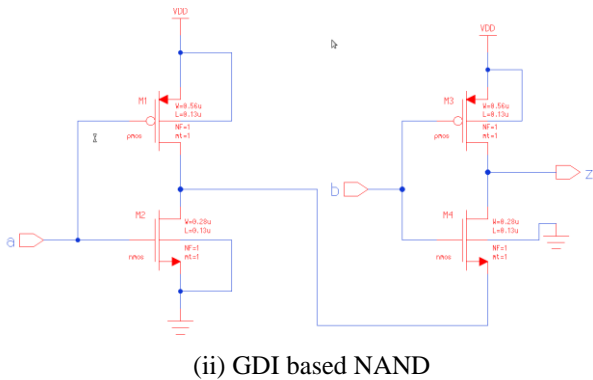 VDD
M1
W=0.56u
L=0.13u
NF=1
mt=1
pmos
a
M2
W=0.28u
L=0.13u
NF=1
mt=1
nmos
VDD
M3
W=0.56u
L=0.13u
NF=1
mt=1
pmos
b
z
M4
W=0.28u
L=0.13u
NF=1
mt=1
nmos
(ii) GDI based NAND